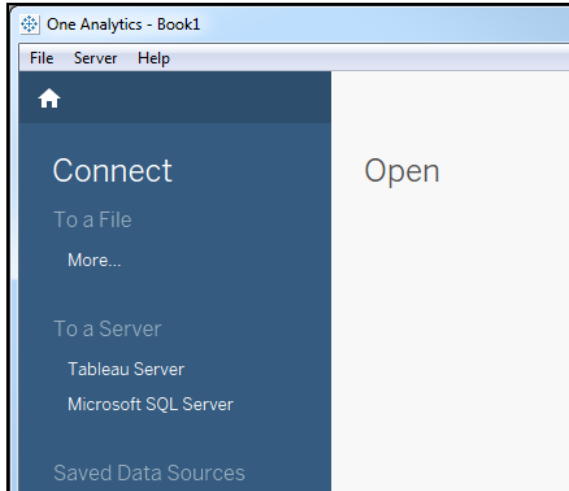 One Analytics - Book1
File Server Help
Connect
To a File
More...
To a Server
Tableau Server
Microsoft SQL Server
Saved Data Sources
Open